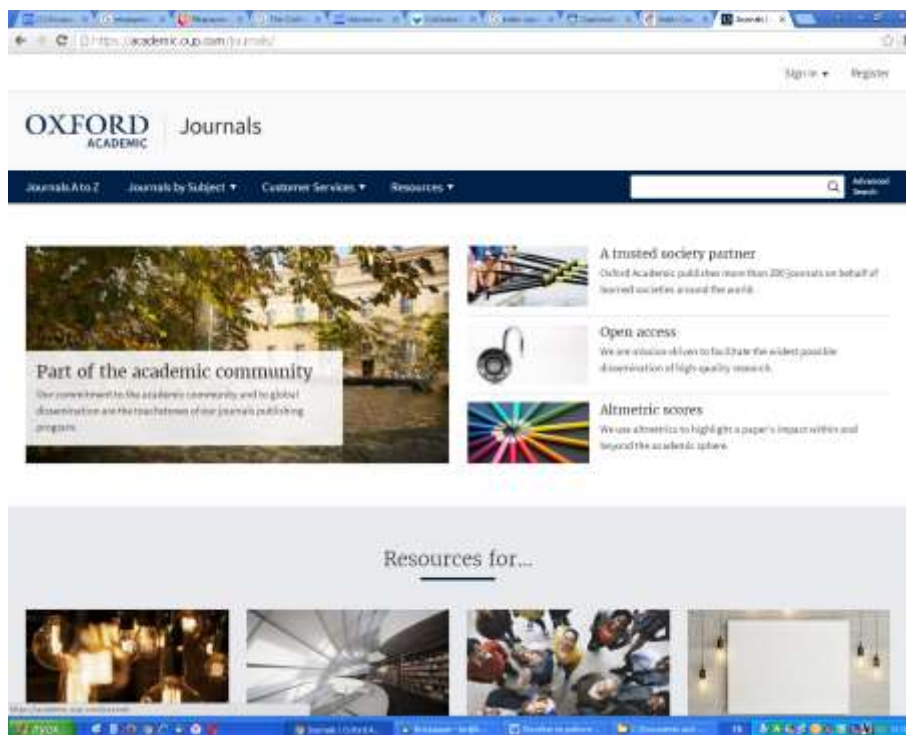 academic.oup.com/journals/
Sign in Register
OXFORD
ACADEMIC
Journals
Journals A to Z Journals by Subject Customer Services Resources
Advanced
Search
Part of the academic community
Our commitment to the academic community and to global
dissemination are the touchstones of our journals publishing
program.
A trusted society partner
Oxford Academic publishes more than 200 journals on behalf of
learned societies around the world.
Open access
We are mission-driven to facilitate the widest possible
dissemination of high-quality research.
Altmetric scores
We use altmetrics to highlight a paper's impact within and
beyond the academic sphere.
Resources for...